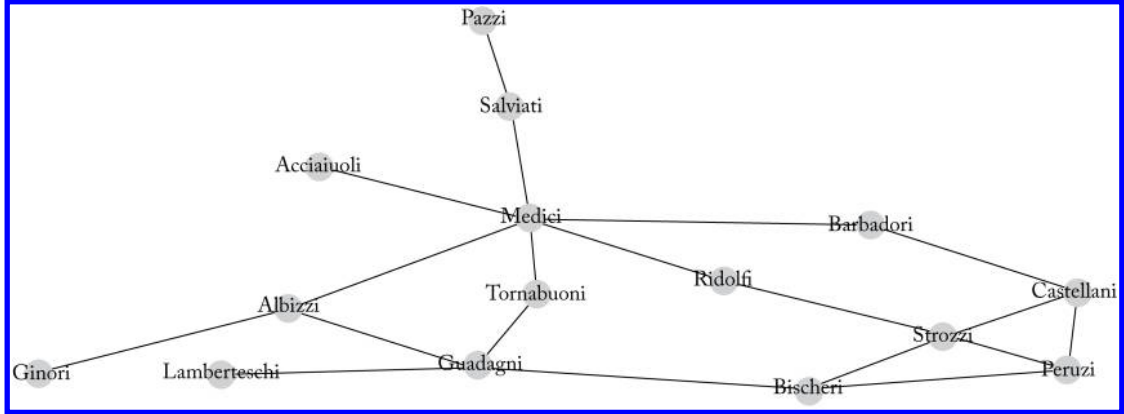 Pazzi
Salviati
Acciaiuoli
Medici
Barbadori
Ridolfi
Castellani
Tornabuoni
Albizzi
Strozzi
Guadagni
Peruzi
Lamberteschi
Ginori
Bischeri